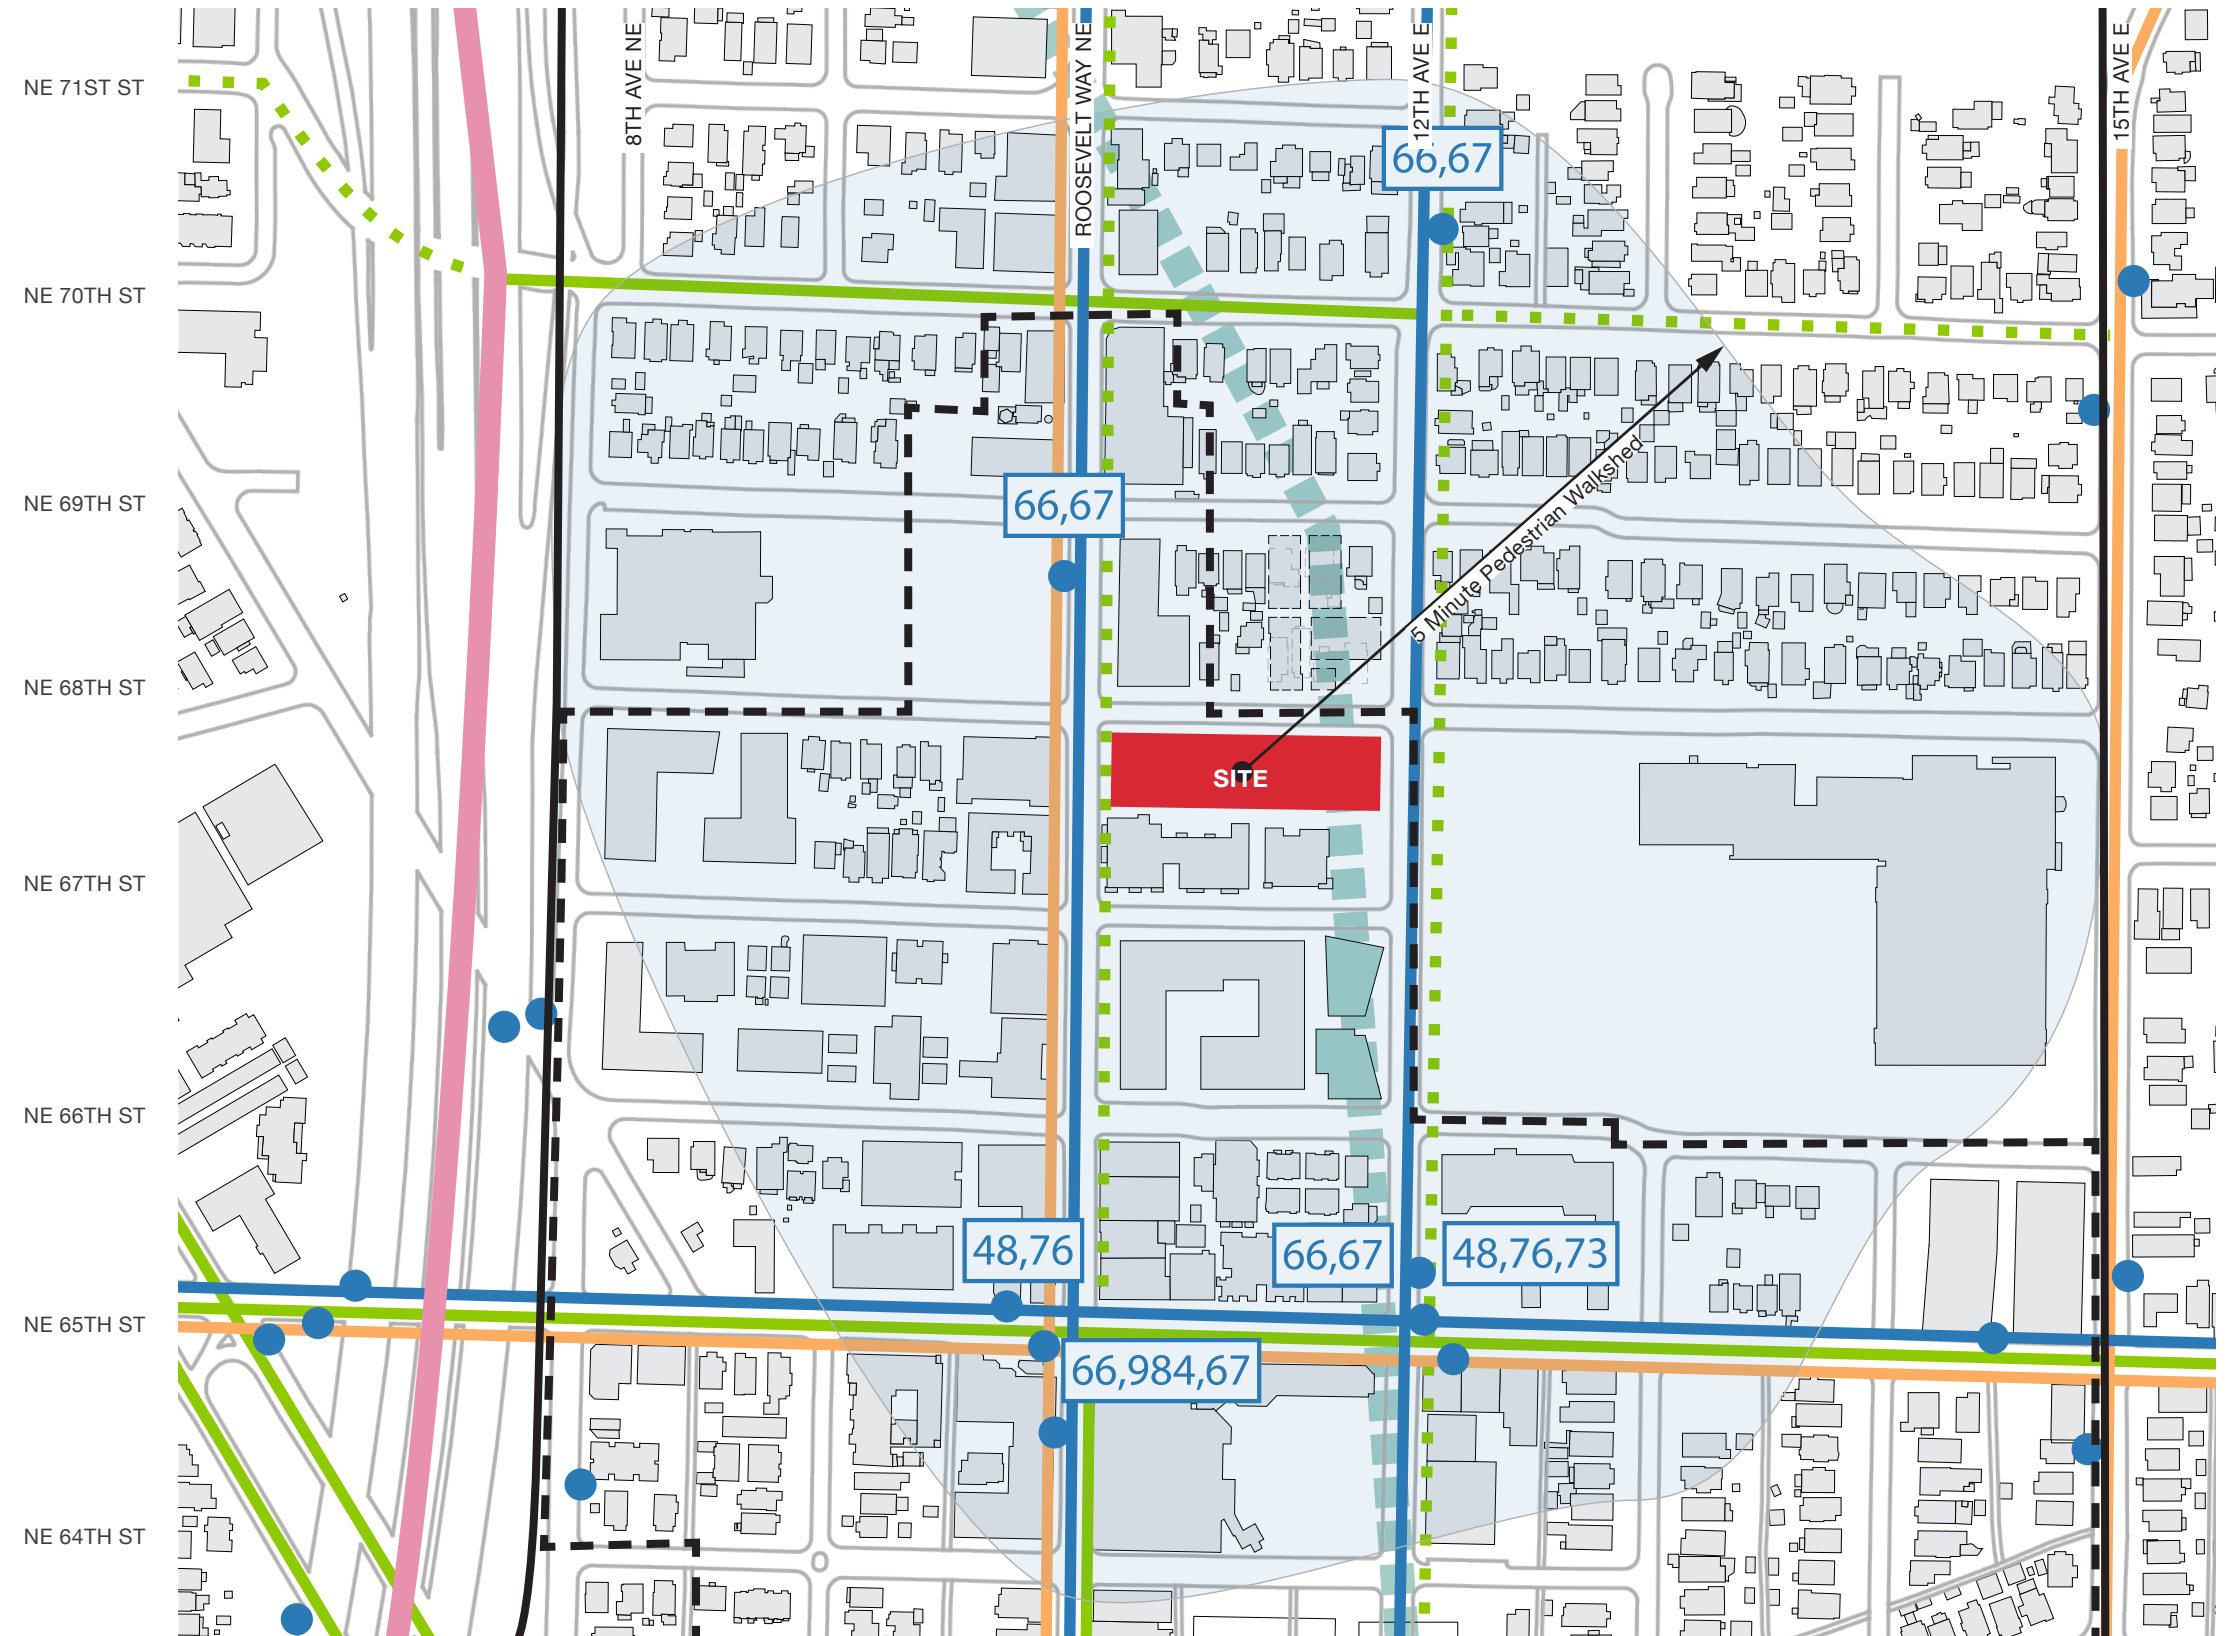 8TH AVE NE
ROOSEVELT WAY NE
12TH AVE E
15TH AVE E
NE 71ST ST
66,67
NE 70TH ST
NE 69TH ST
66,67
5 Minute Pedestrian Walkshed
NE 68TH ST
SITE
NE 67TH ST
NE 66TH ST
48,76
66,67
48,76,73
NE 65TH ST
66,984,67
NE 64TH ST